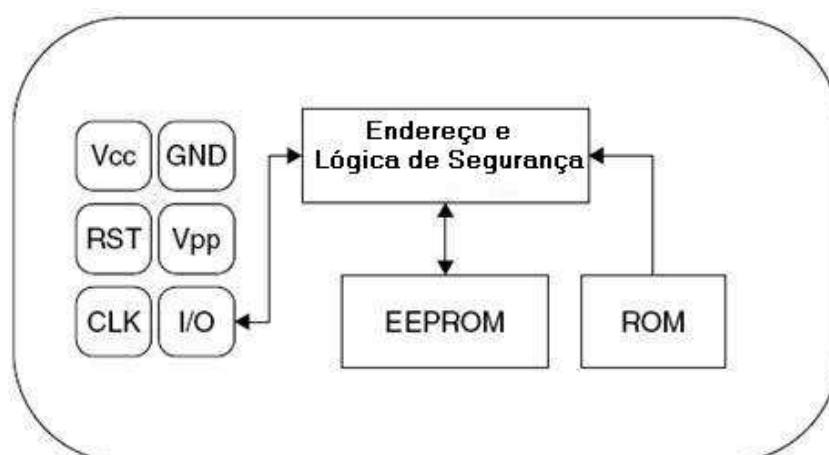 Endereço e
Lógica de Segurança
Vcc GND
RST Vpp
CLK I/O
EEPROM
ROM